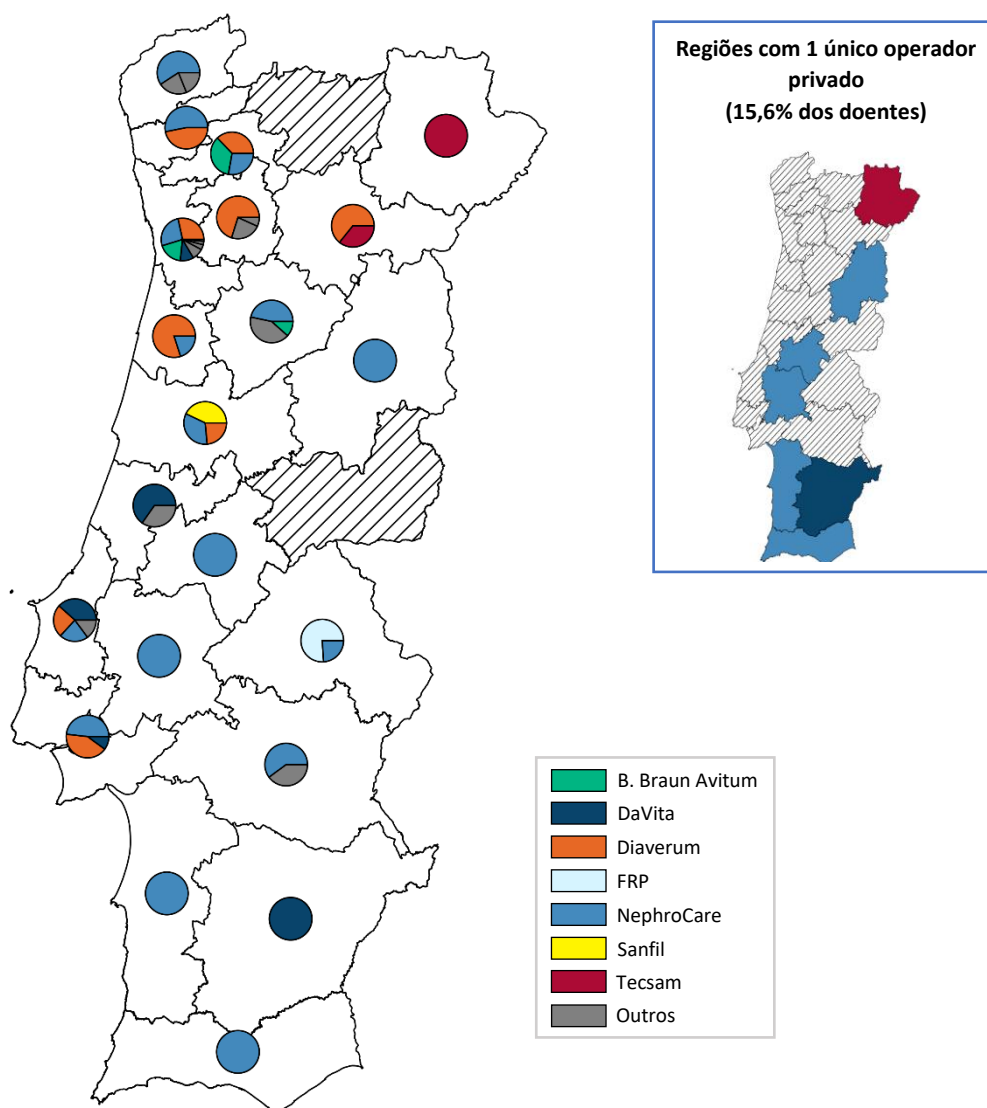 Regiões com 1 único operador
privado
(15,6% dos doentes)
B. Braun Avitum
DaVita
Diaverum
FRP
NephroCare
Sanfil
Tecsam
Outros